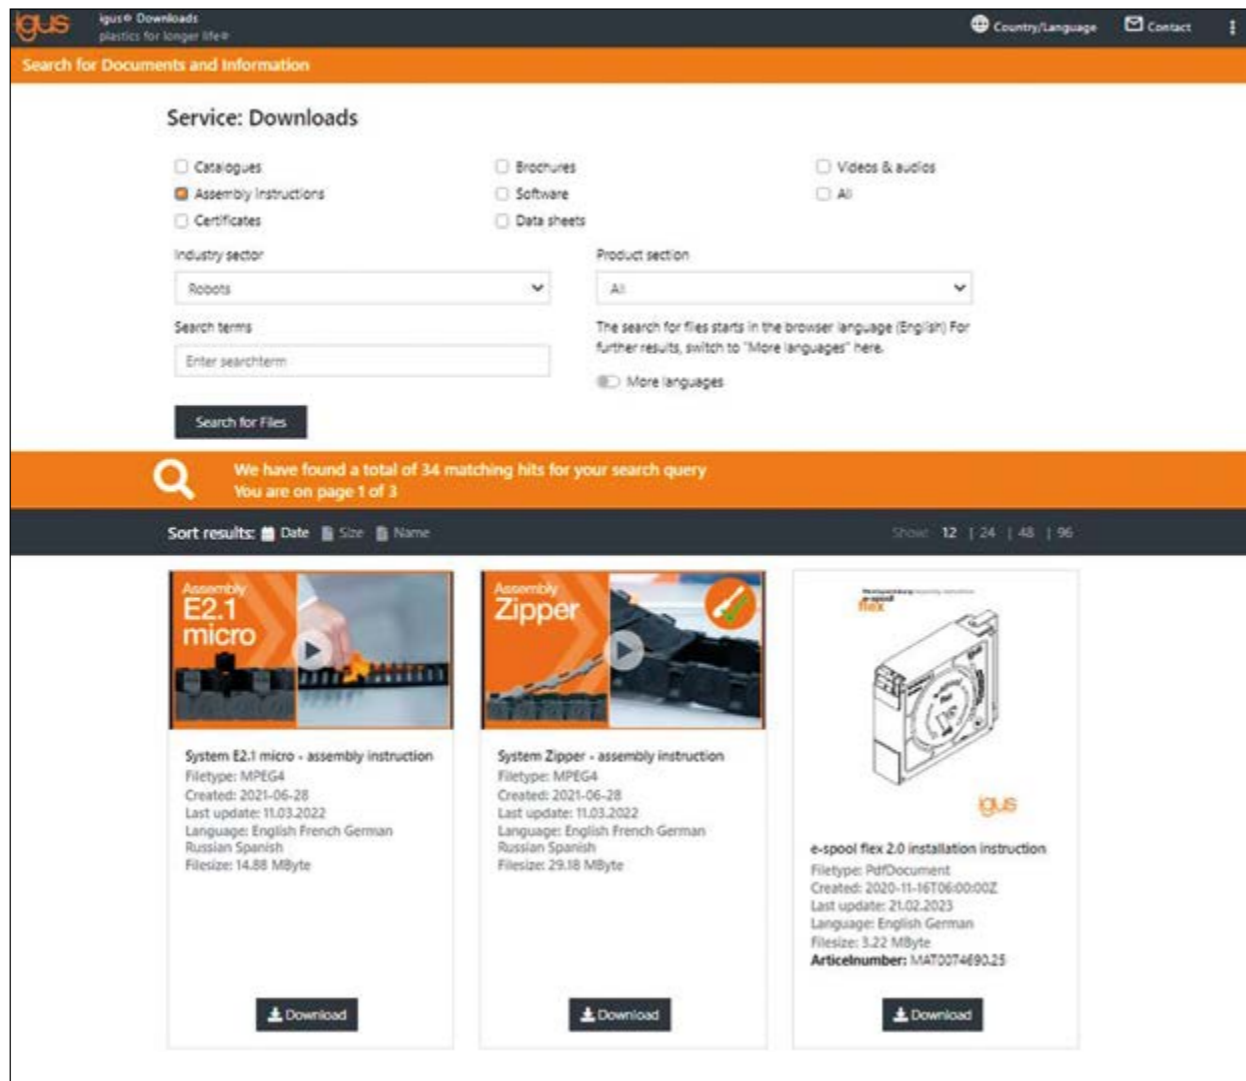 igus
igus® Downloads
plastics for longer life®
Country/Language
Contact
Search for Documents and Information
Service: Downloads
Catalogues
Brochures
Videos & audios
Assembly Instructions
Software
All
Certificates
Data sheets
Industry sector
Product section
Robots
All
Search terms
The search for files starts in the browser language (English) For
further results, switch to "More languages" here.
Enter searchterm
More languages
Search for Files
We have found a total of 34 matching hits for your search query
You are on page 1 of 3
Sort results: Date Size Name
Show: 12 | 24 | 48 | 96
Assembly
E2.1
micro
Assembly
Zipper
e-spool
flex
igus
System E2.1 micro - assembly instruction
Filetype: MPEG4
Created: 2021-06-28
Last update: 11.03.2022
Language: English French German
Russian Spanish
Filesize: 14.88 MByte
Download
System Zipper - assembly instruction
Filetype: MPEG4
Created: 2021-06-28
Last update: 11.03.2022
Language: English French German
Russian Spanish
Filesize: 29.18 MByte
Download
e-spool flex 2.0 installation instruction
Filetype: PdfDocument
Created: 2020-11-16T06:00:00Z
Last update: 21.02.2023
Language: English German
Filesize: 3.22 MByte
Articelnumber: MAT0074690.25
Download